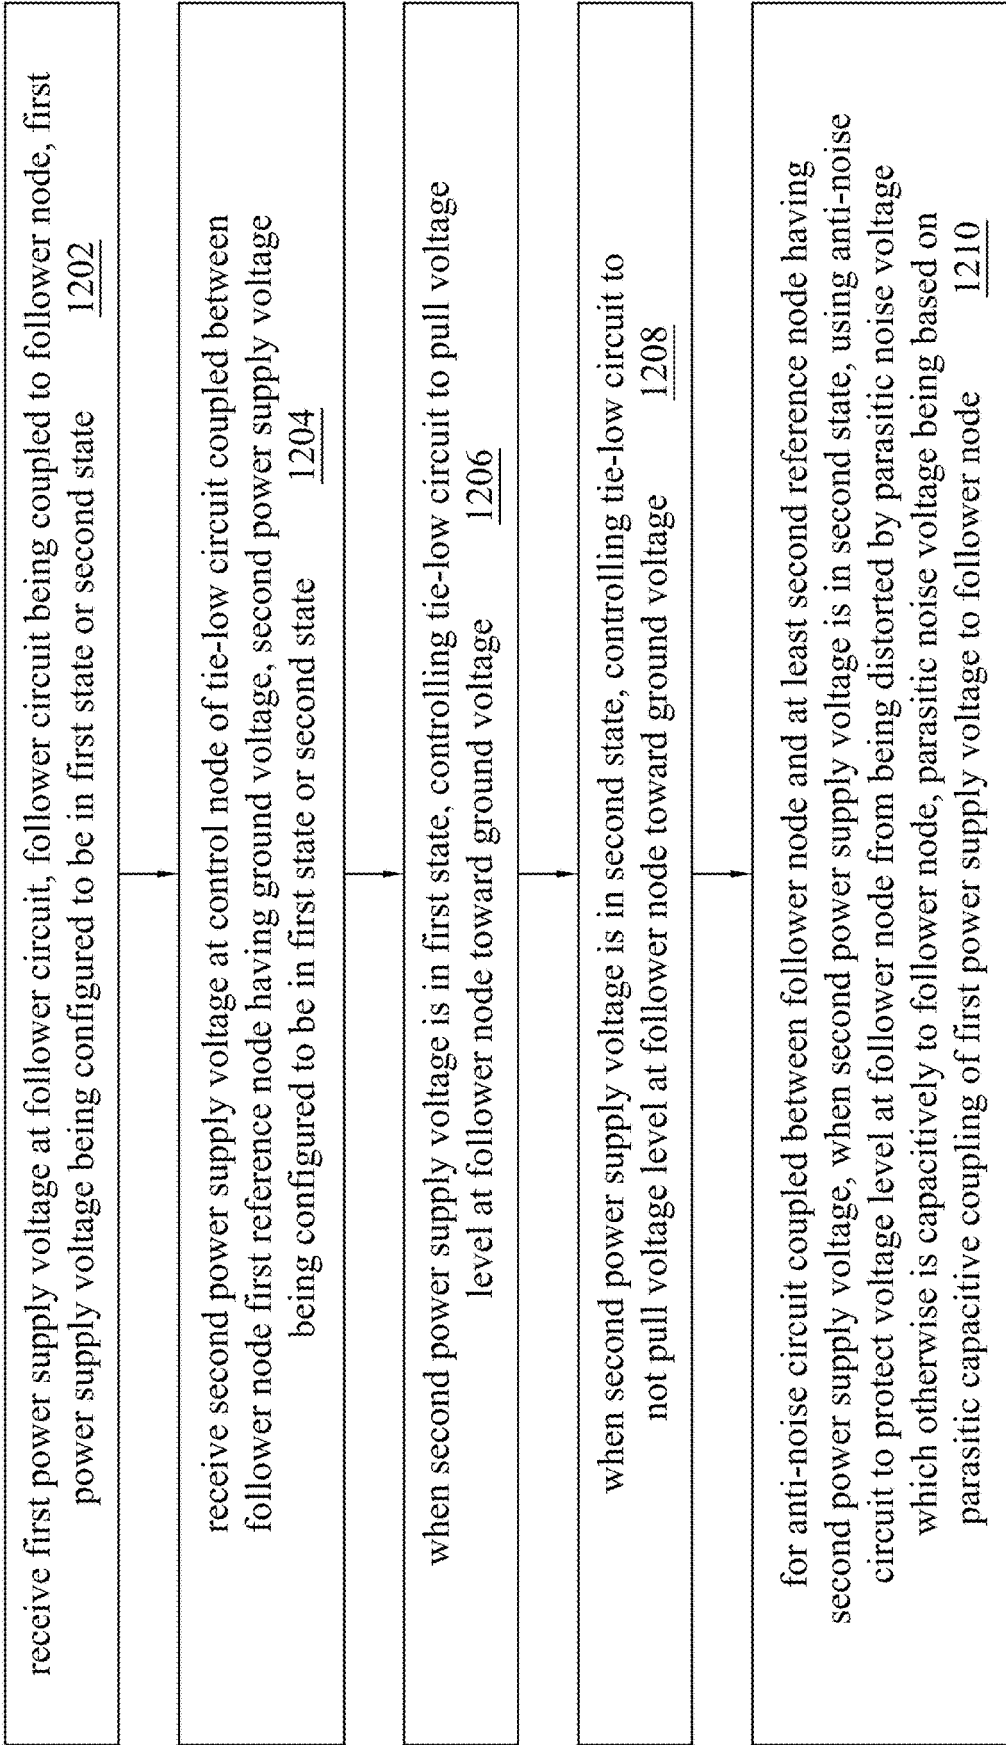 receive first power supply voltage at follower circuit, follower circuit being coupled to follower node, first
power supply voltage being configured to be in first state or second state 1202
receive second power supply voltage at control node of tie-low circuit coupled between
follower node first reference node having ground voltage, second power supply voltage
being configured to be in first state or second state 1204
when second power supply voltage is in first state, controlling tie-low circuit to pull voltage
level at follower node toward ground voltage 1206
when second power supply voltage is in second state, controlling tie-low circuit to
not pull voltage level at follower node toward ground voltage 1208
for anti-noise circuit coupled between follower node and at least second reference node having
second power supply voltage, when second power supply voltage is in second state, using anti-noise
circuit to protect voltage level at follower node from being distorted by parasitic noise voltage
which otherwise is capacitively to follower node, parasitic noise voltage being based on
parasitic capacitive coupling of first power supply voltage to follower node 1210